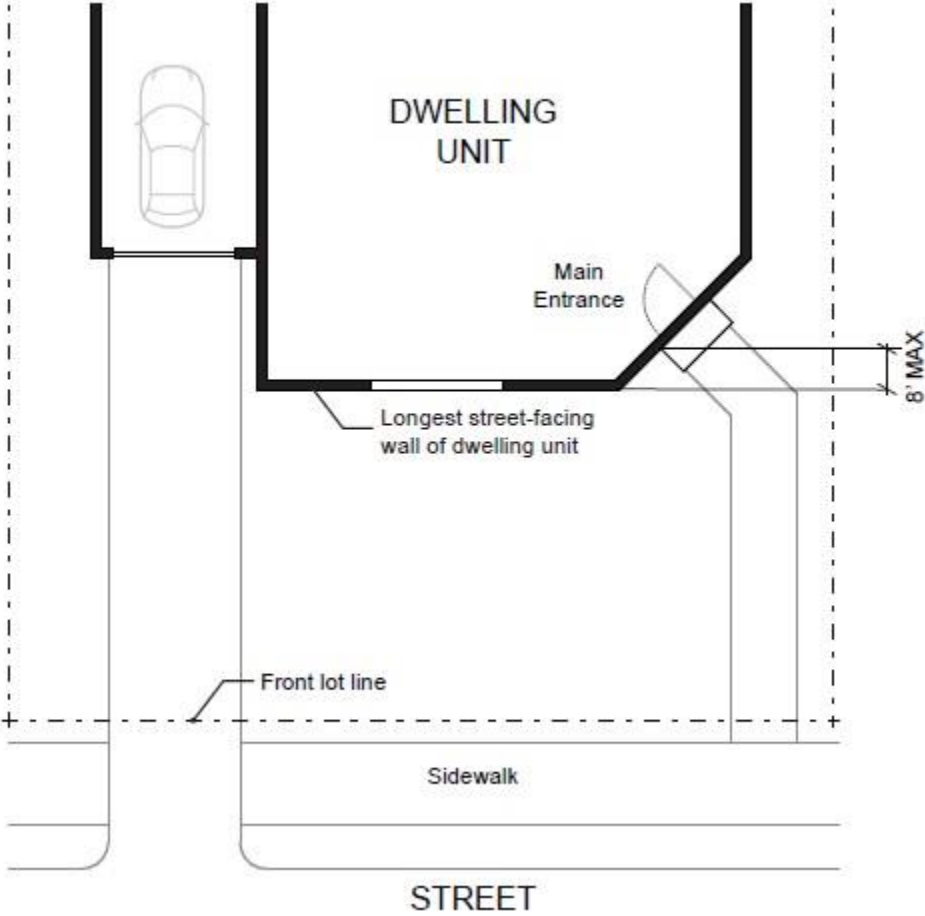 DWELLING
UNIT
Main
Entrance
8' MAX
Longest street-facing
wall of dwelling unit
Front lot line
Sidewalk
STREET